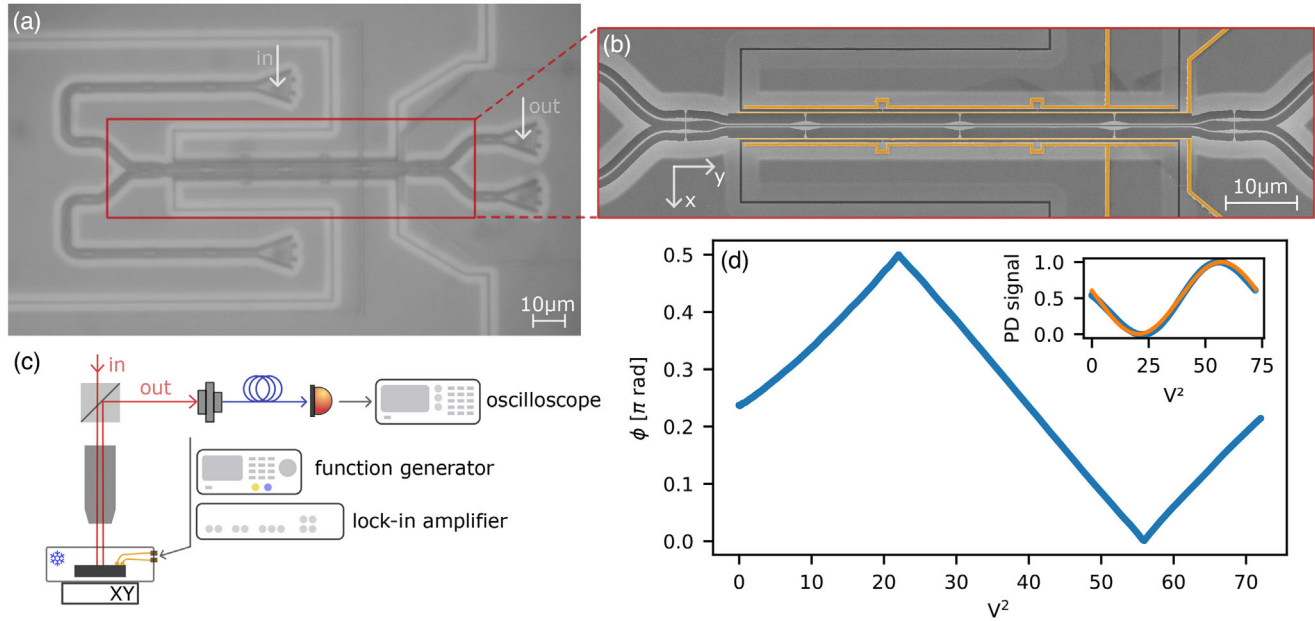 (a)
in
out
10μm
(b)
y
x
10μm
(c)
in
out
oscilloscope
function generator
lock-in amplifier
XY
(d)
0.5
0.4
0.3
0.2
0.1
0.0
ϕ [π rad]
0 10 20 30 40 50 60 70
V²
PD signal
1.0
0.5
0.0
0 25 50 75
V²